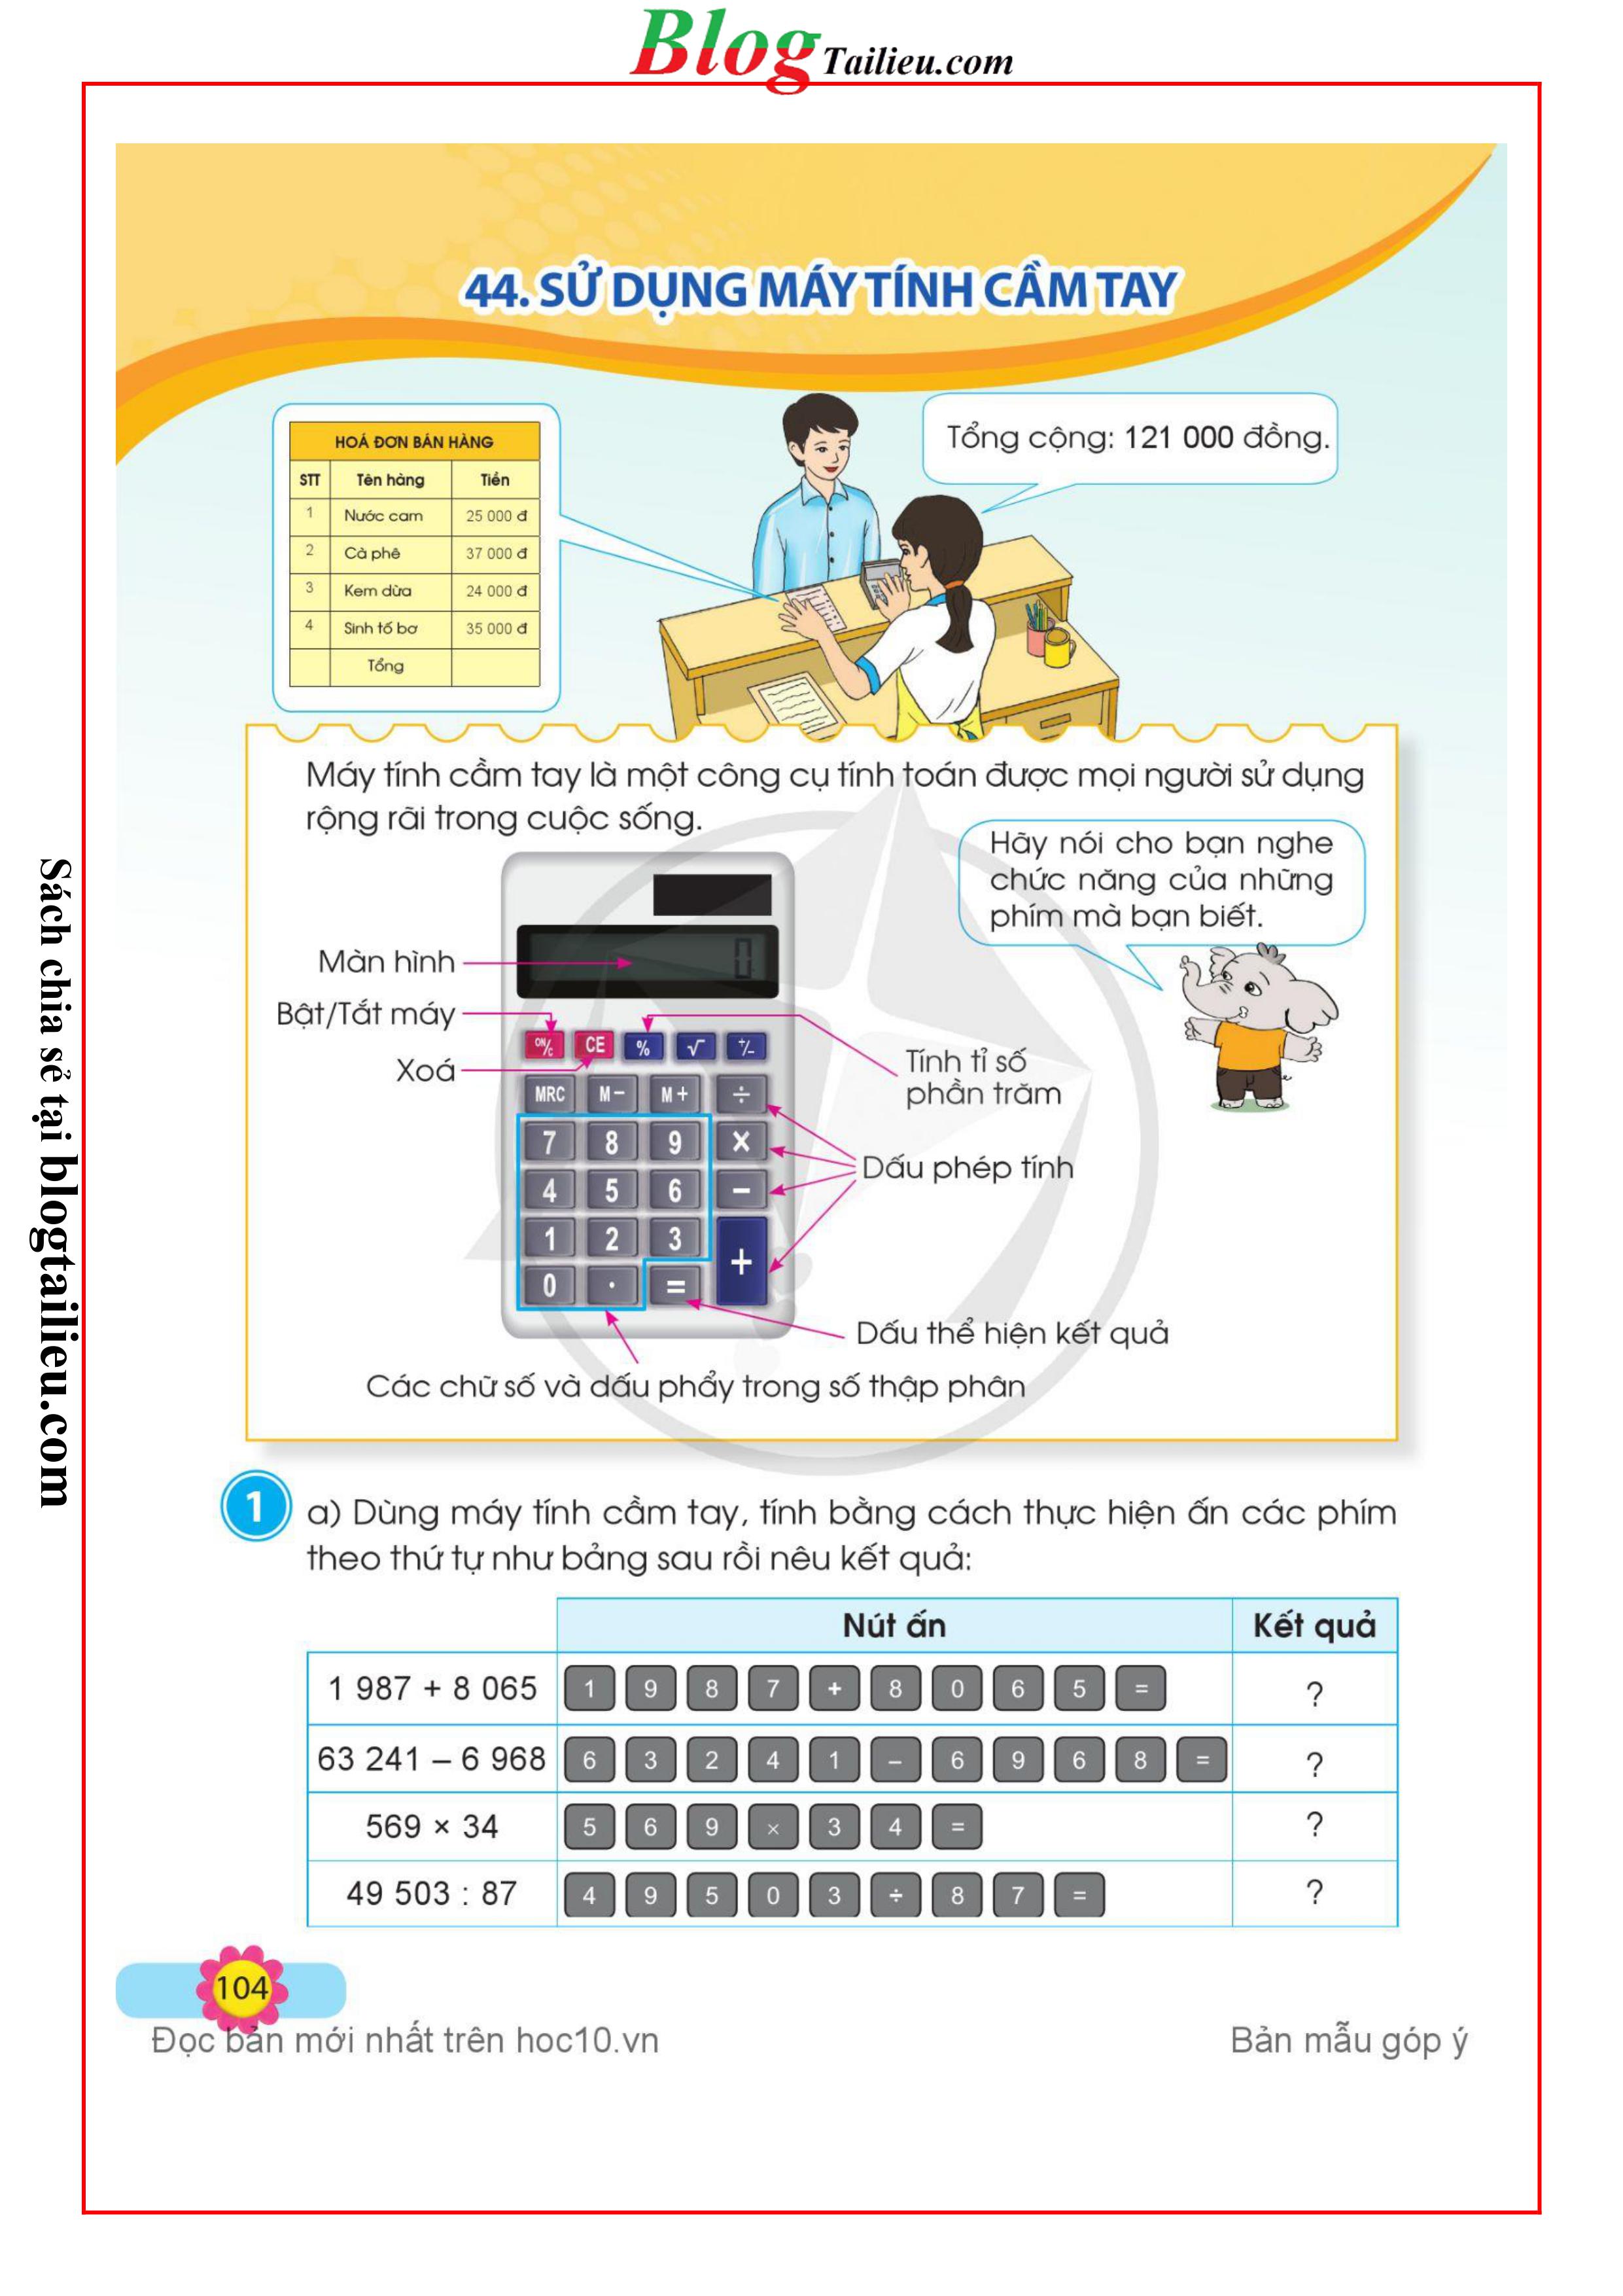 Blog Tailieu.com
44. SỬ DỤNG MÁY TÍNH CẦM TAY
HOÁ ĐƠN BÁN HÀNG
STT Tên hàng Tiền
1 Nước cam 25 000 đ
2 Cà phê 37 000 đ
3 Kem dừa 24 000 đ
4 Sinh tố bơ 35 000 đ
Tổng
Tổng cộng: 121 000 đồng.
Máy tính cầm tay là một công cụ tính toán được mọi người sử dụng
rộng rãi trong cuộc sống.
Hãy nói cho bạn nghe
chức năng của những
phím mà bạn biết.
Màn hình
0
Bật/Tắt máy
Xoá
ON/C CE % √ +/−
MRC M− M+ ÷
7 8 9 ×
4 5 6 −
1 2 3 +
0 . =
Tính tỉ số
phần trăm
Dấu phép tính
Dấu thể hiện kết quả
Các chữ số và dấu phẩy trong số thập phân
1 a) Dùng máy tính cầm tay, tính bằng cách thực hiện ấn các phím
theo thứ tự như bảng sau rồi nêu kết quả:
Nút ấn Kết quả
1 987 + 8 065 1 9 8 7 + 8 0 6 5 = ?
63 241 – 6 968 6 3 2 4 1 – 6 9 6 8 = ?
569 × 34 5 6 9 × 3 4 = ?
49 503 : 87 4 9 5 0 3 ÷ 8 7 = ?
104
Đọc bản mới nhất trên hoc10.vn Bản mẫu góp ý
Sách chia sẻ tại blogtailieu.com